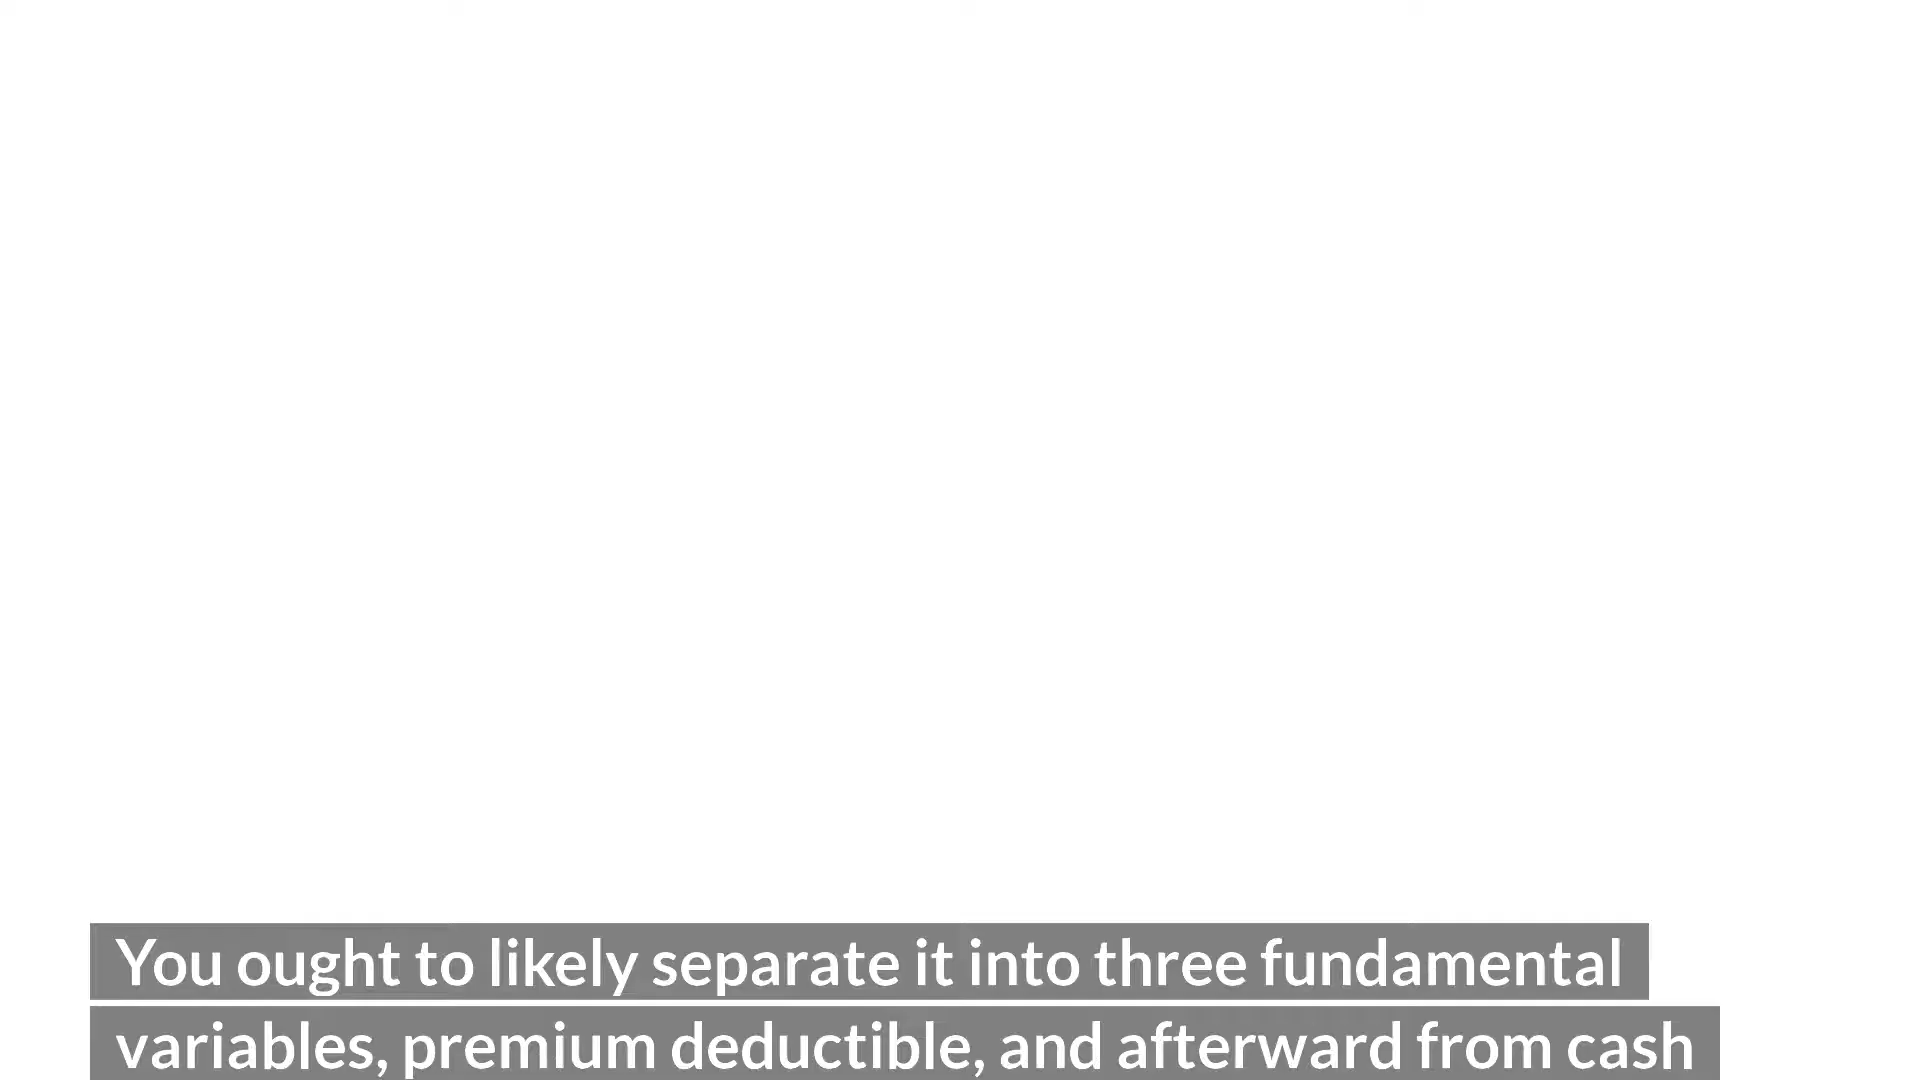 You ought to likely separate it into three fundamental
variables, premium deductible, and afterward from cash